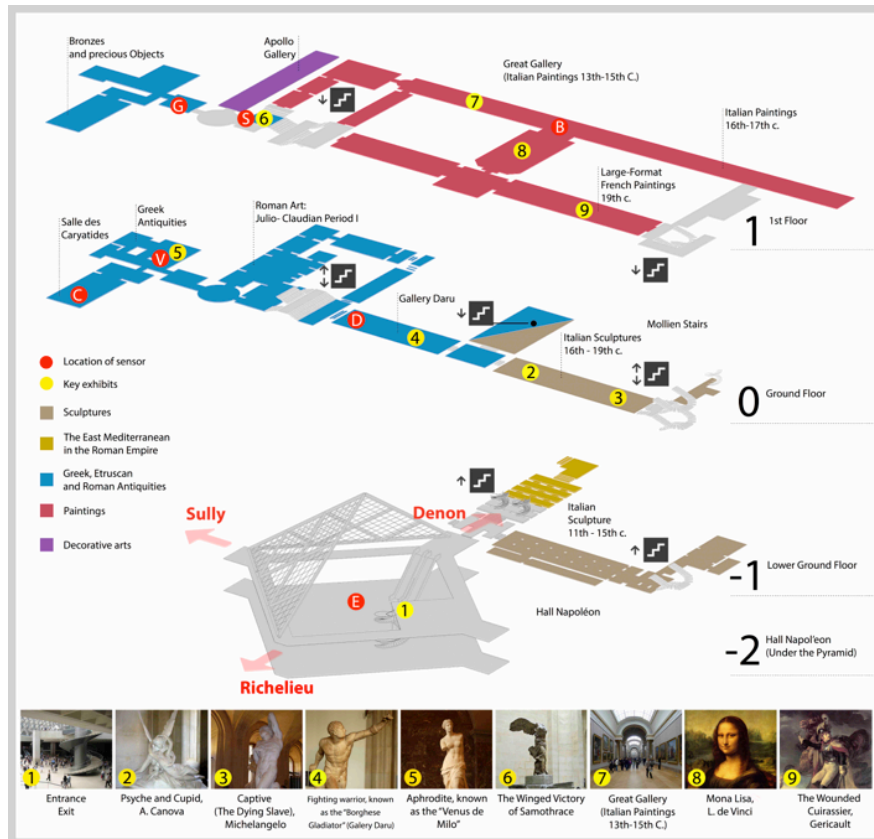 Bronzes
and precious Objects
Apollo
Gallery
Great Gallery
(Italian Paintings 13th-15th C.)
7
G
S
6
B
Italian Paintings
16th-17th c.
8
Large-Format
French Paintings
19th c.
9
1
1st Floor
Salle des
Caryatides
Greek
Antiquities
Roman Art:
Julio- Claudian Period I
V
5
C
D
Gallery Daru
4
Mollien Stairs
Italian Sculptures
16th - 19th c.
2
3
0
Ground Floor
Location of sensor
Key exhibits
Sculptures
The East Mediterranean
in the Roman Empire
Greek, Etruscan
and Roman Antiquities
Paintings
Decorative arts
Sully
Denon
Italian
Sculpture
11th - 15th c.
-1
Lower Ground Floor
E
1
Hall Napoléon
-2
Hall Napol'eon
(Under the Pyramid)
Richelieu
1
Entrance
Exit
2
Psyche and Cupid,
A. Canova
3
Captive
(The Dying Slave),
Michelangelo
4
Fighting warrior, known
as the "Borghese
Gladiator" (Galery Daru)
5
Aphrodite, known
as the "Venus de
Milo"
6
The Winged Victory
of Samothrace
7
Great Gallery
(Italian Paintings
13th-15th C.)
8
Mona Lisa,
L. de Vinci
9
The Wounded
Cuirassier,
Gericault